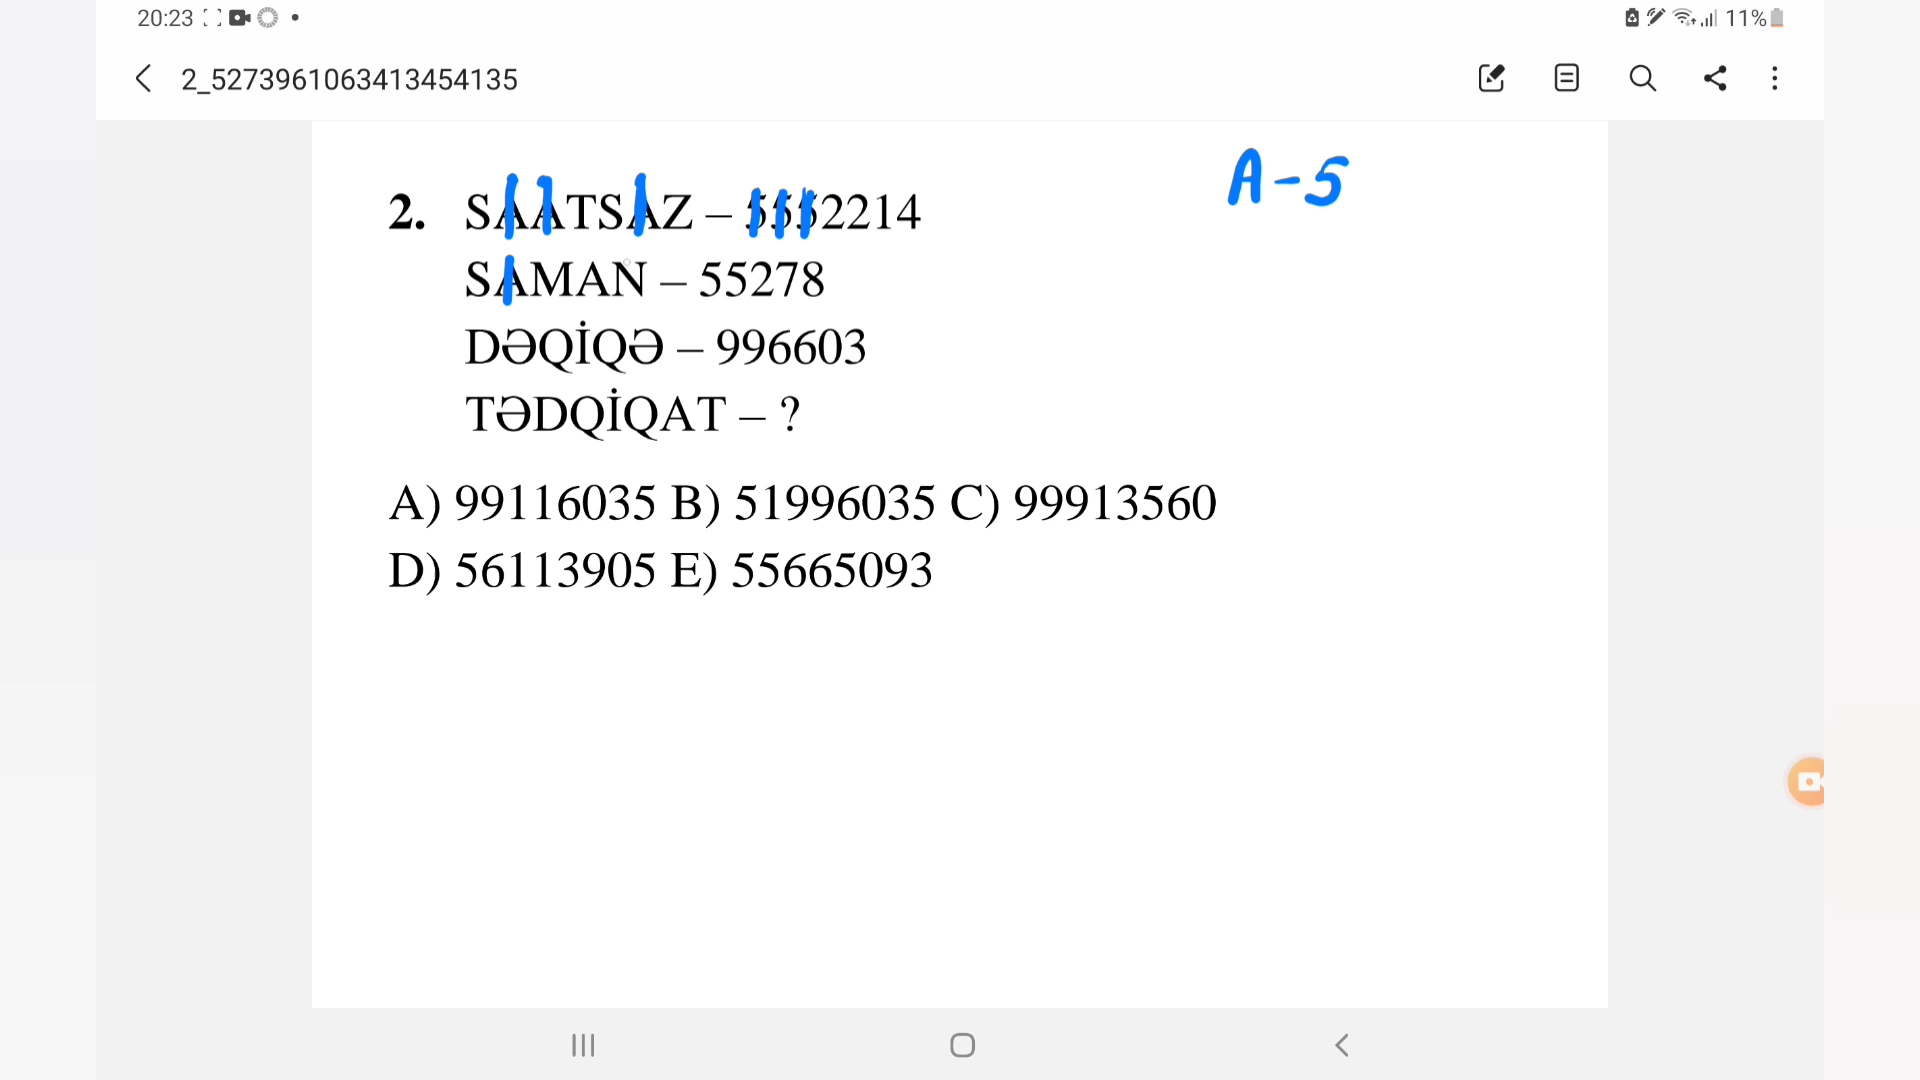 20:23
11%
2_5273961063413454135
A-5
2. SAATSAZ – 5552214
SAMAN – 55278
DƏQİQƏ – 996603
TƏDQİQAT – ?
A) 99116035 B) 51996035 C) 99913560
D) 56113905 E) 55665093